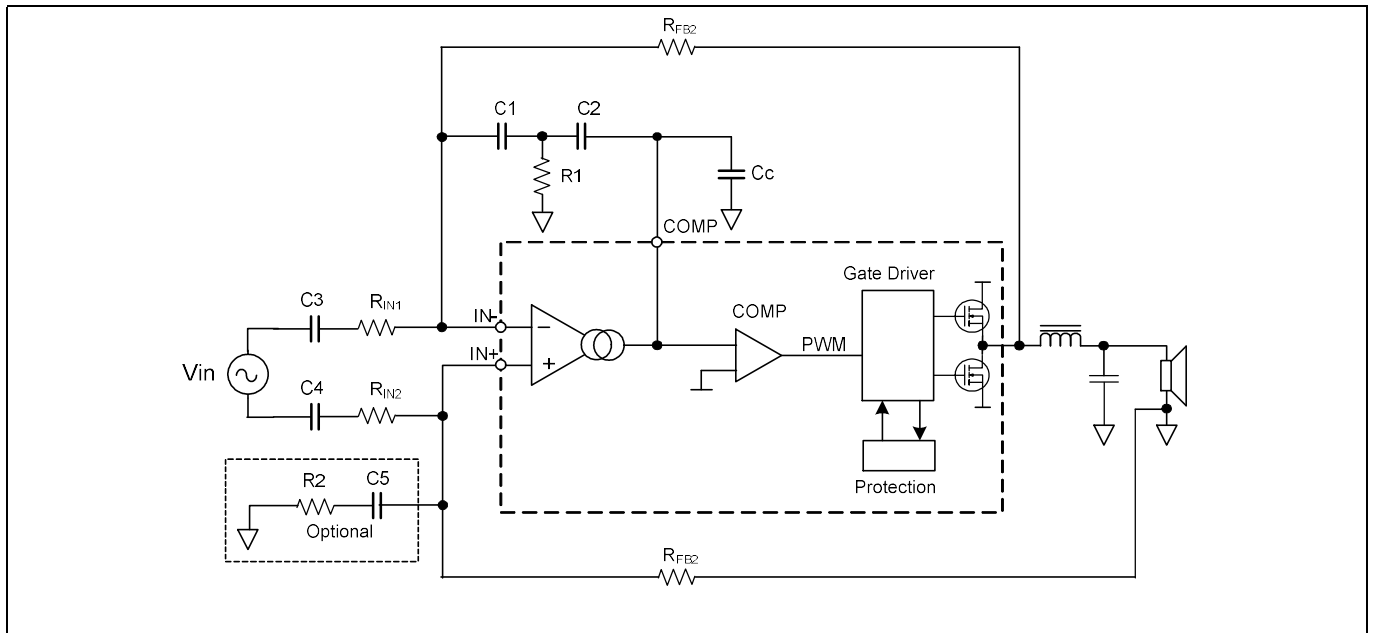 RFB2
C1
C2
R1
Cc
COMP
Gate Driver
C3
RIN1
IN-
COMP
PWM
IN+
Vin
C4
RIN2
R2
C5
Optional
Protection
RFB2